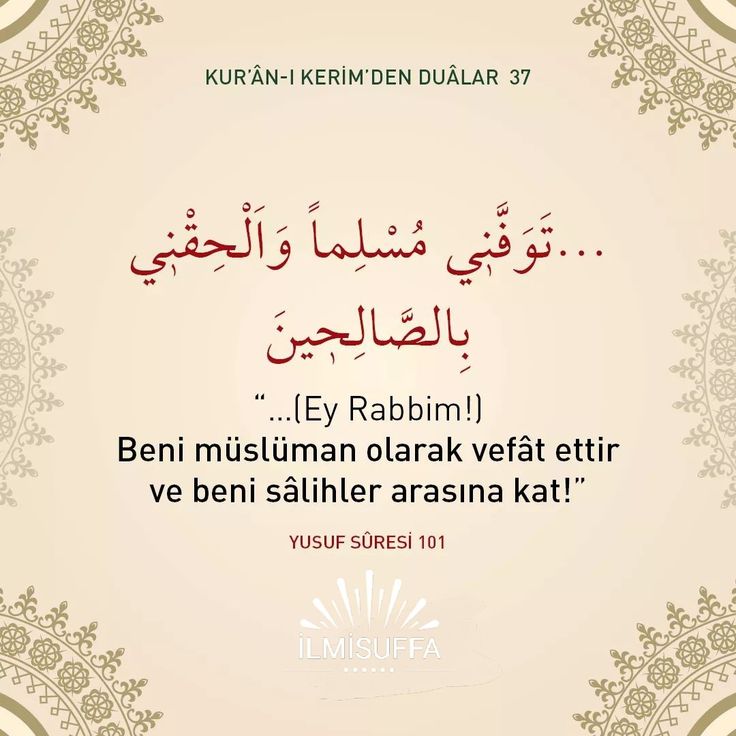 KUR’ÂN-I KERİM’DEN DUÂLAR 37
...تَوَفَّنٖي مُسْلِماً وَاَلْحِقْنٖي
بِالصَّالِحٖينَ
“...(Ey Rabbim!)
Beni müslüman olarak vefât ettir
ve beni sâlihler arasına kat!”
YUSUF SÛRESİ 101
İLMİSUFFA